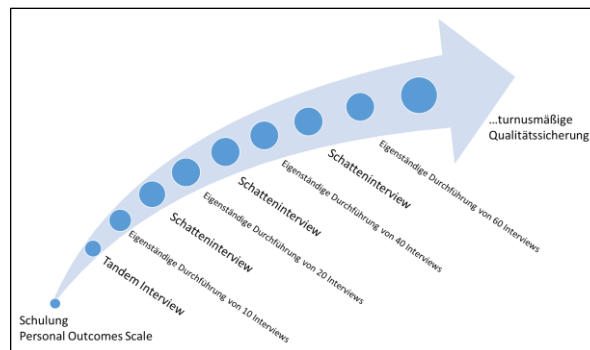 Schulung
Personal Outcomes Scale
Tandem Interview
Eigenständige Durchführung von 10 Interviews
Schatteninterview
Eigenständige Durchführung von 20 Interviews
Schatteninterview
Eigenständige Durchführung von 40 Interviews
Schatteninterview
Eigenständige Durchführung von 60 Interviews
...turnusmäßige
Qualitätssicherung